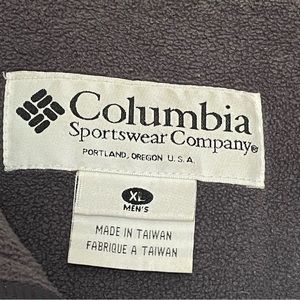 Columbia
Sportswear Company®
PORTLAND, OREGON U.S.A.
XL
MEN'S
MADE IN TAIWAN
FABRIQUE A TAIWAN